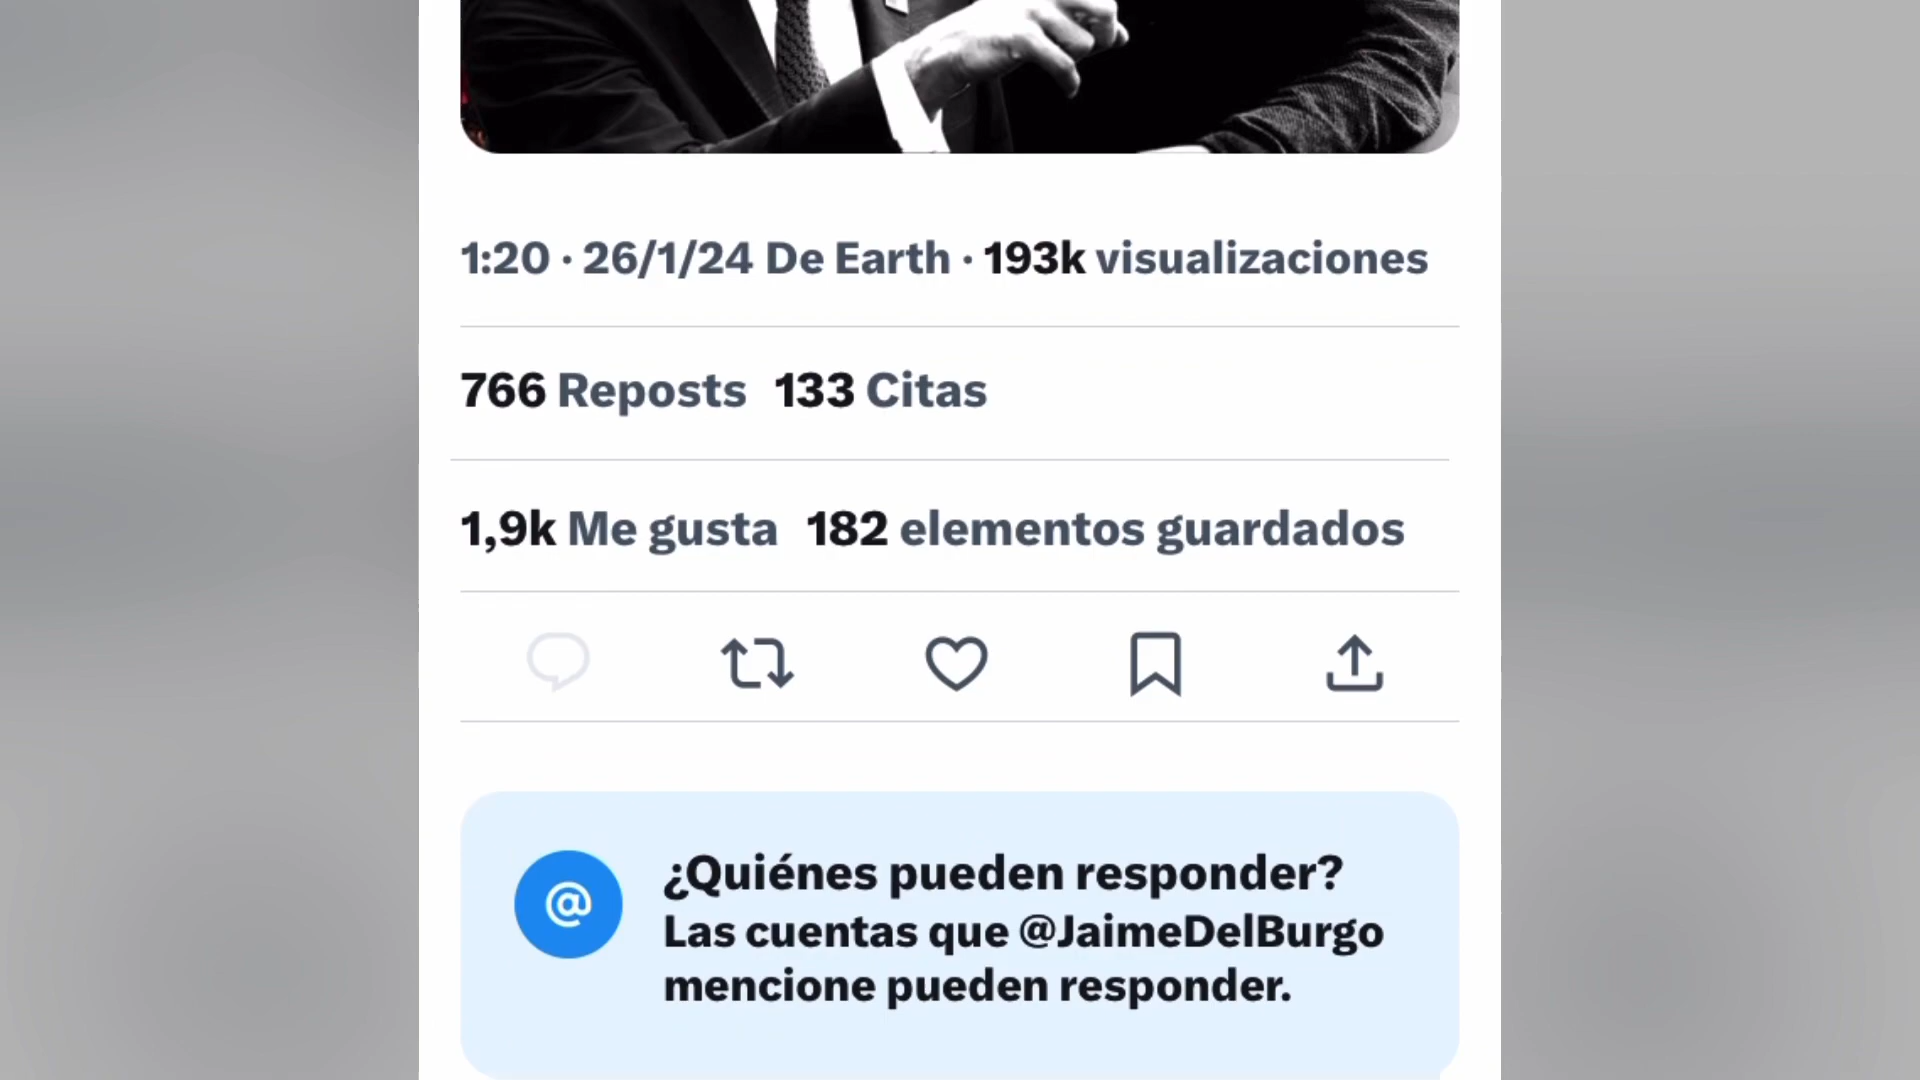 1:20 · 26/1/24 De Earth · 193k visualizaciones
766 Reposts 133 Citas
1,9k Me gusta 182 elementos guardados
@
¿Quiénes pueden responder?
Las cuentas que @JaimeDelBurgo
mencione pueden responder.